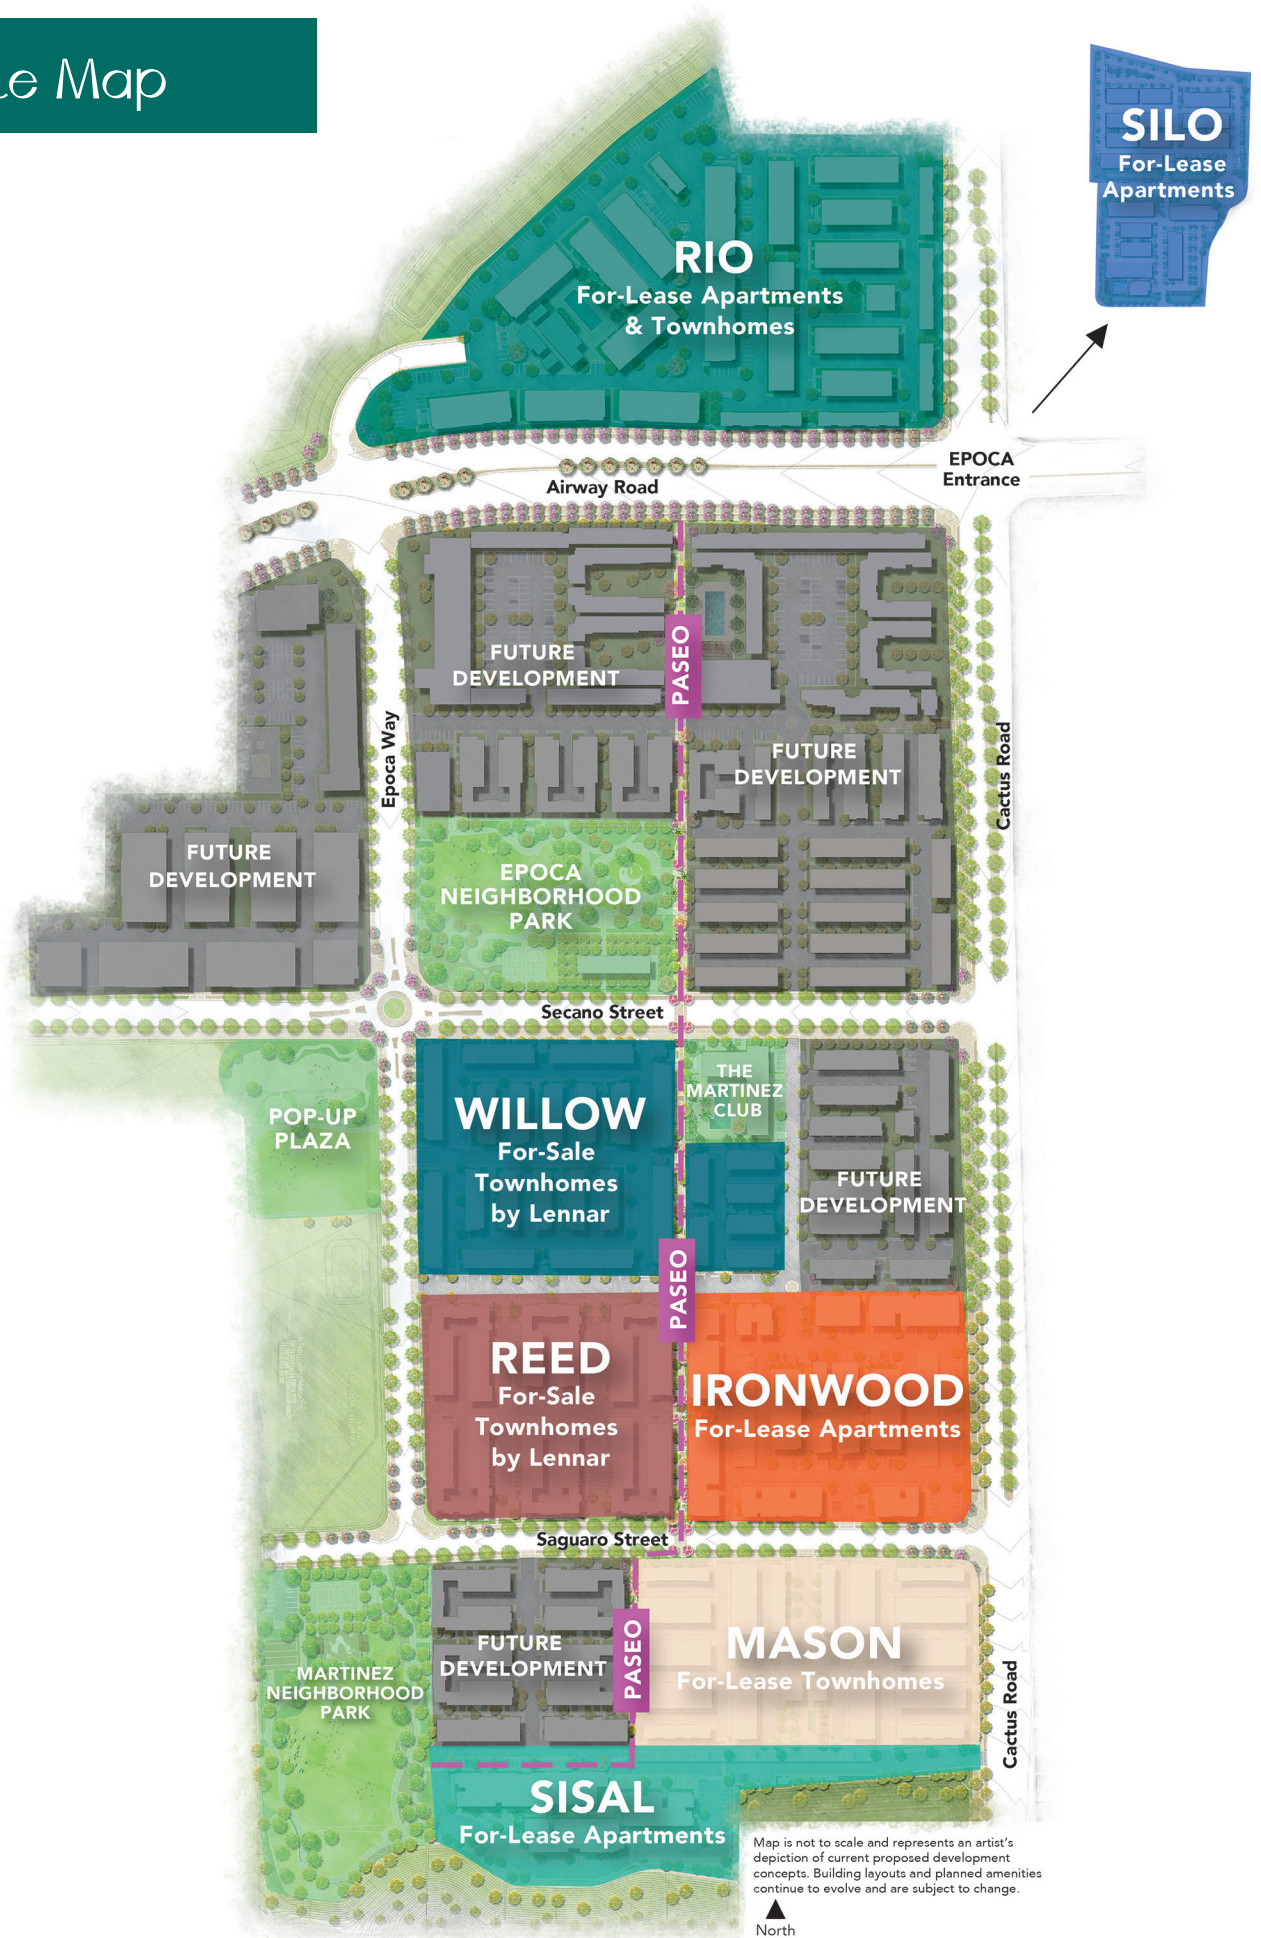 Map
SILO
For-Lease
Apartments
RIO
For-Lease Apartments
& Townhomes
EPOCA
Entrance
Airway Road
FUTURE
DEVELOPMENT
PASEO
Epoca Way
FUTURE
DEVELOPMENT
Cactus Road
FUTURE
DEVELOPMENT
EPOCA
NEIGHBORHOOD
PARK
Secano Street
POP-UP
PLAZA
WILLOW
For-Sale
Townhomes
by Lennar
THE
MARTINEZ
CLUB
FUTURE
DEVELOPMENT
PASEO
REED
For-Sale
Townhomes
by Lennar
IRONWOOD
For-Lease Apartments
Saguaro Street
MARTINEZ
NEIGHBORHOOD
PARK
FUTURE
DEVELOPMENT
PASEO
MASON
For-Lease Townhomes
Cactus Road
SISAL
For-Lease Apartments
Map is not to scale and represents an artist's
depiction of current proposed development
concepts. Building layouts and planned amenities
continue to evolve and are subject to change.
North